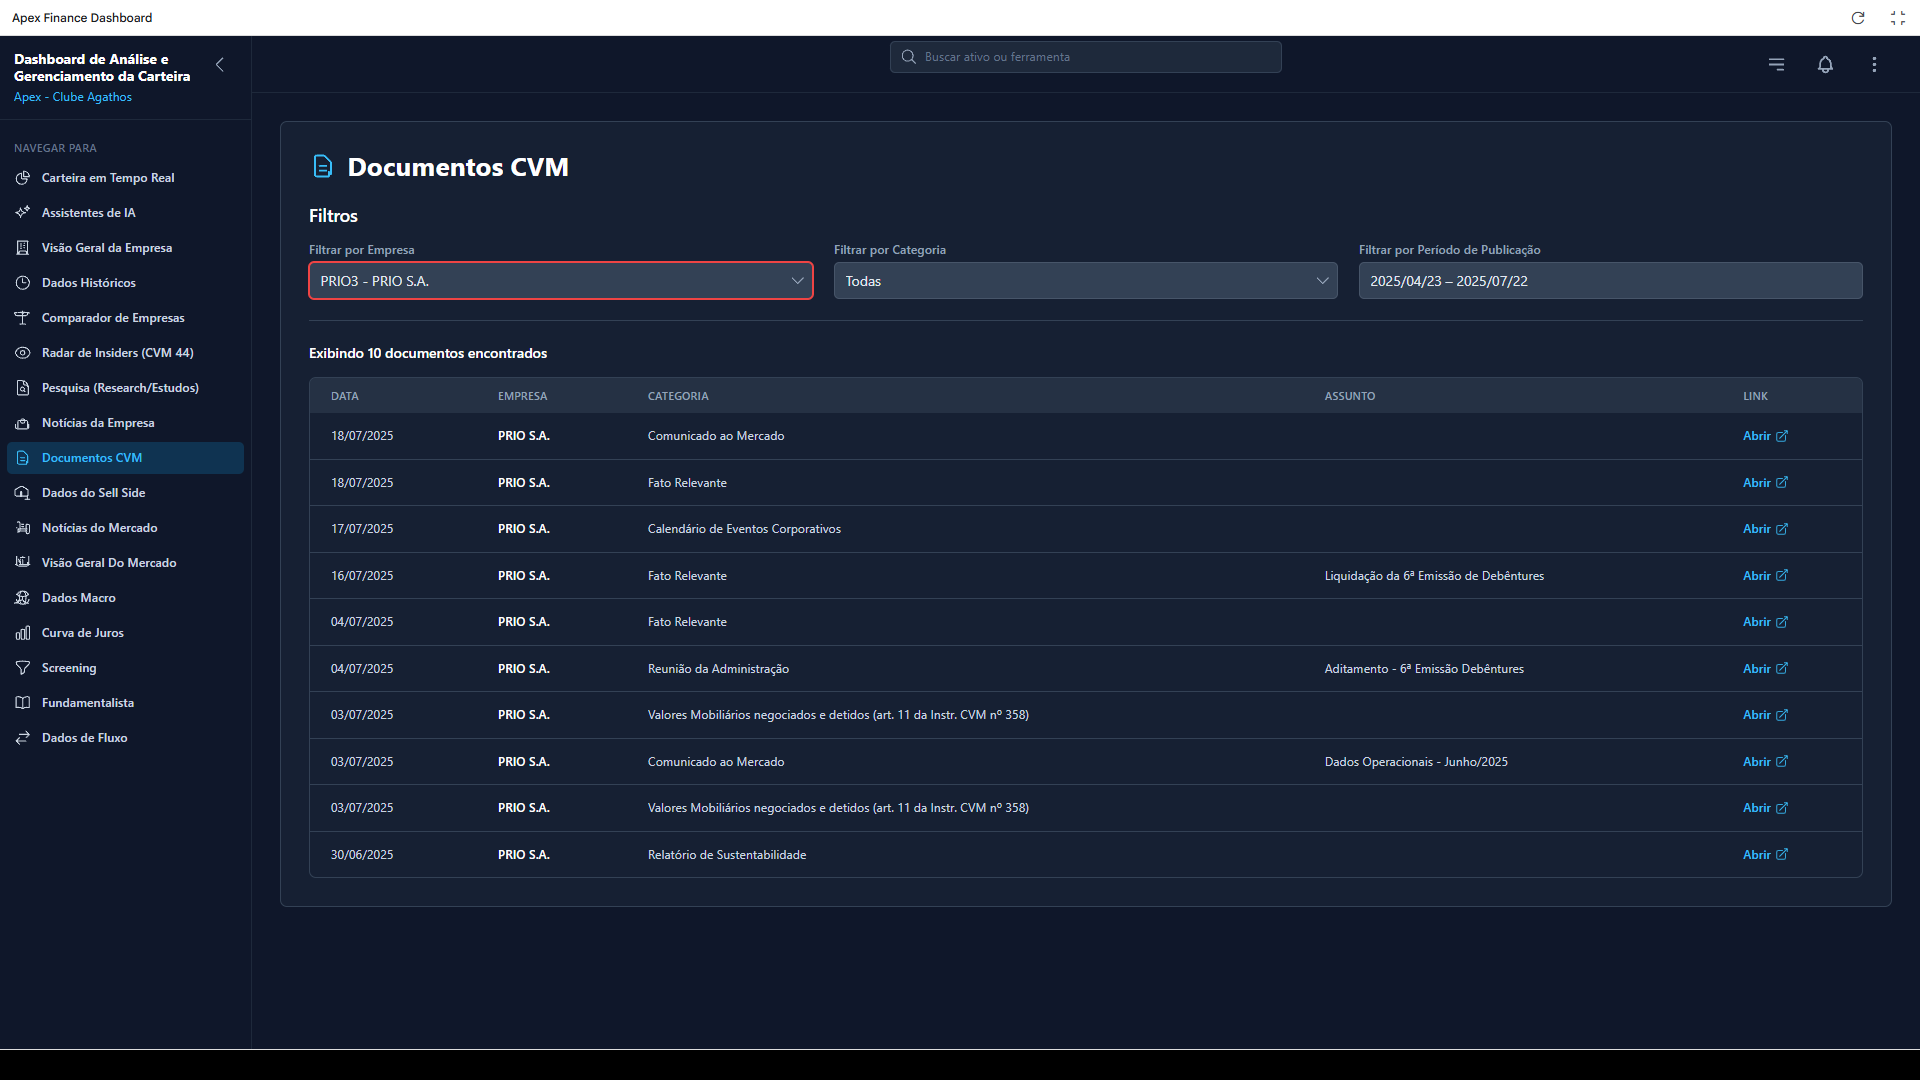 Apex Finance Dashboard
Dashboard de Análise e
Gerenciamento da Carteira
Apex - Clube Agathos
Buscar ativo ou ferramenta
NAVEGAR PARA
Carteira em Tempo Real
Assistentes de IA
Visão Geral da Empresa
Dados Históricos
Comparador de Empresas
Radar de Insiders (CVM 44)
Pesquisa (Research/Estudos)
Notícias da Empresa
Documentos CVM
Dados do Sell Side
Notícias do Mercado
Visão Geral Do Mercado
Dados Macro
Curva de Juros
Screening
Fundamentalista
Dados de Fluxo
Documentos CVM
Filtros
Filtrar por Empresa Filtrar por Categoria Filtrar por Período de Publicação
PRIO3 - PRIO S.A. Todas 2025/04/23 – 2025/07/22
Exibindo 10 documentos encontrados
DATA EMPRESA CATEGORIA ASSUNTO LINK
18/07/2025 PRIO S.A. Comunicado ao Mercado Abrir
18/07/2025 PRIO S.A. Fato Relevante Abrir
17/07/2025 PRIO S.A. Calendário de Eventos Corporativos Abrir
16/07/2025 PRIO S.A. Fato Relevante Liquidação da 6ª Emissão de Debêntures Abrir
04/07/2025 PRIO S.A. Fato Relevante Abrir
04/07/2025 PRIO S.A. Reunião da Administração Aditamento - 6ª Emissão Debêntures Abrir
03/07/2025 PRIO S.A. Valores Mobiliários negociados e detidos (art. 11 da Instr. CVM nº 358) Abrir
03/07/2025 PRIO S.A. Comunicado ao Mercado Dados Operacionais - Junho/2025 Abrir
03/07/2025 PRIO S.A. Valores Mobiliários negociados e detidos (art. 11 da Instr. CVM nº 358) Abrir
30/06/2025 PRIO S.A. Relatório de Sustentabilidade Abrir